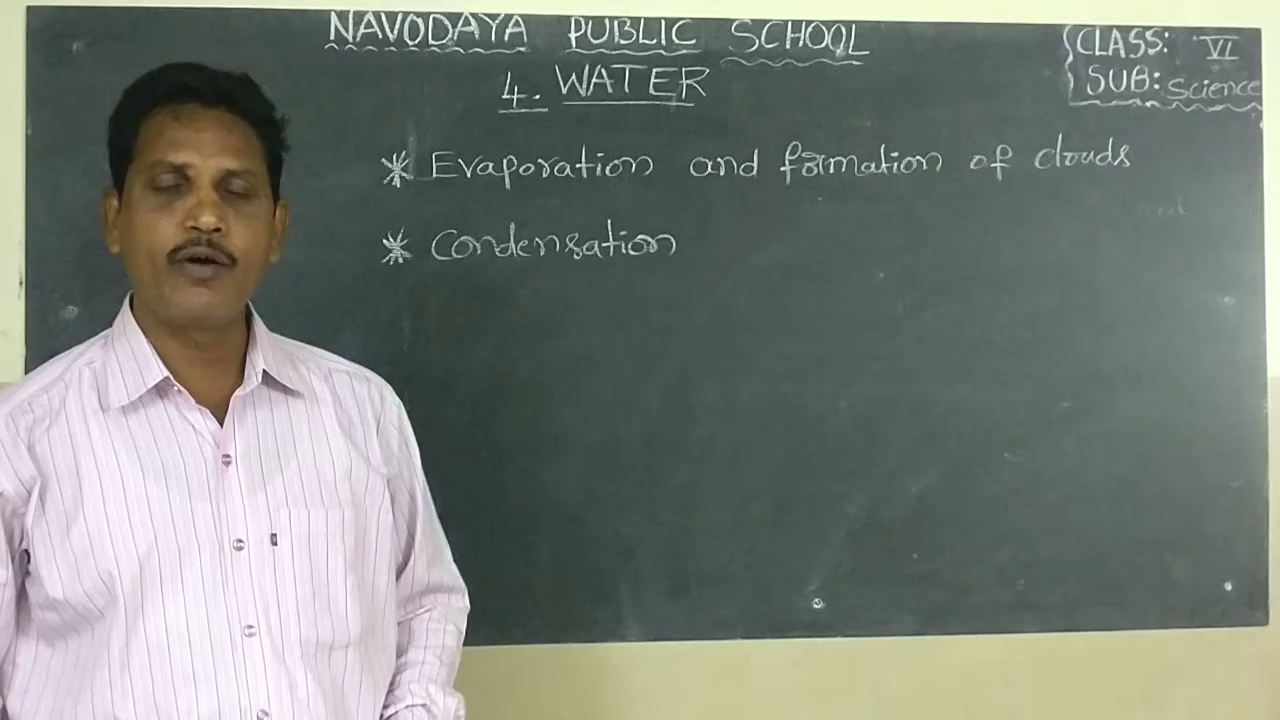 NAVODAYA PUBLIC SCHOOL
CLASS: VI
SUB: Science
4. WATER
* Evaporation and formation of clouds
* Condensation